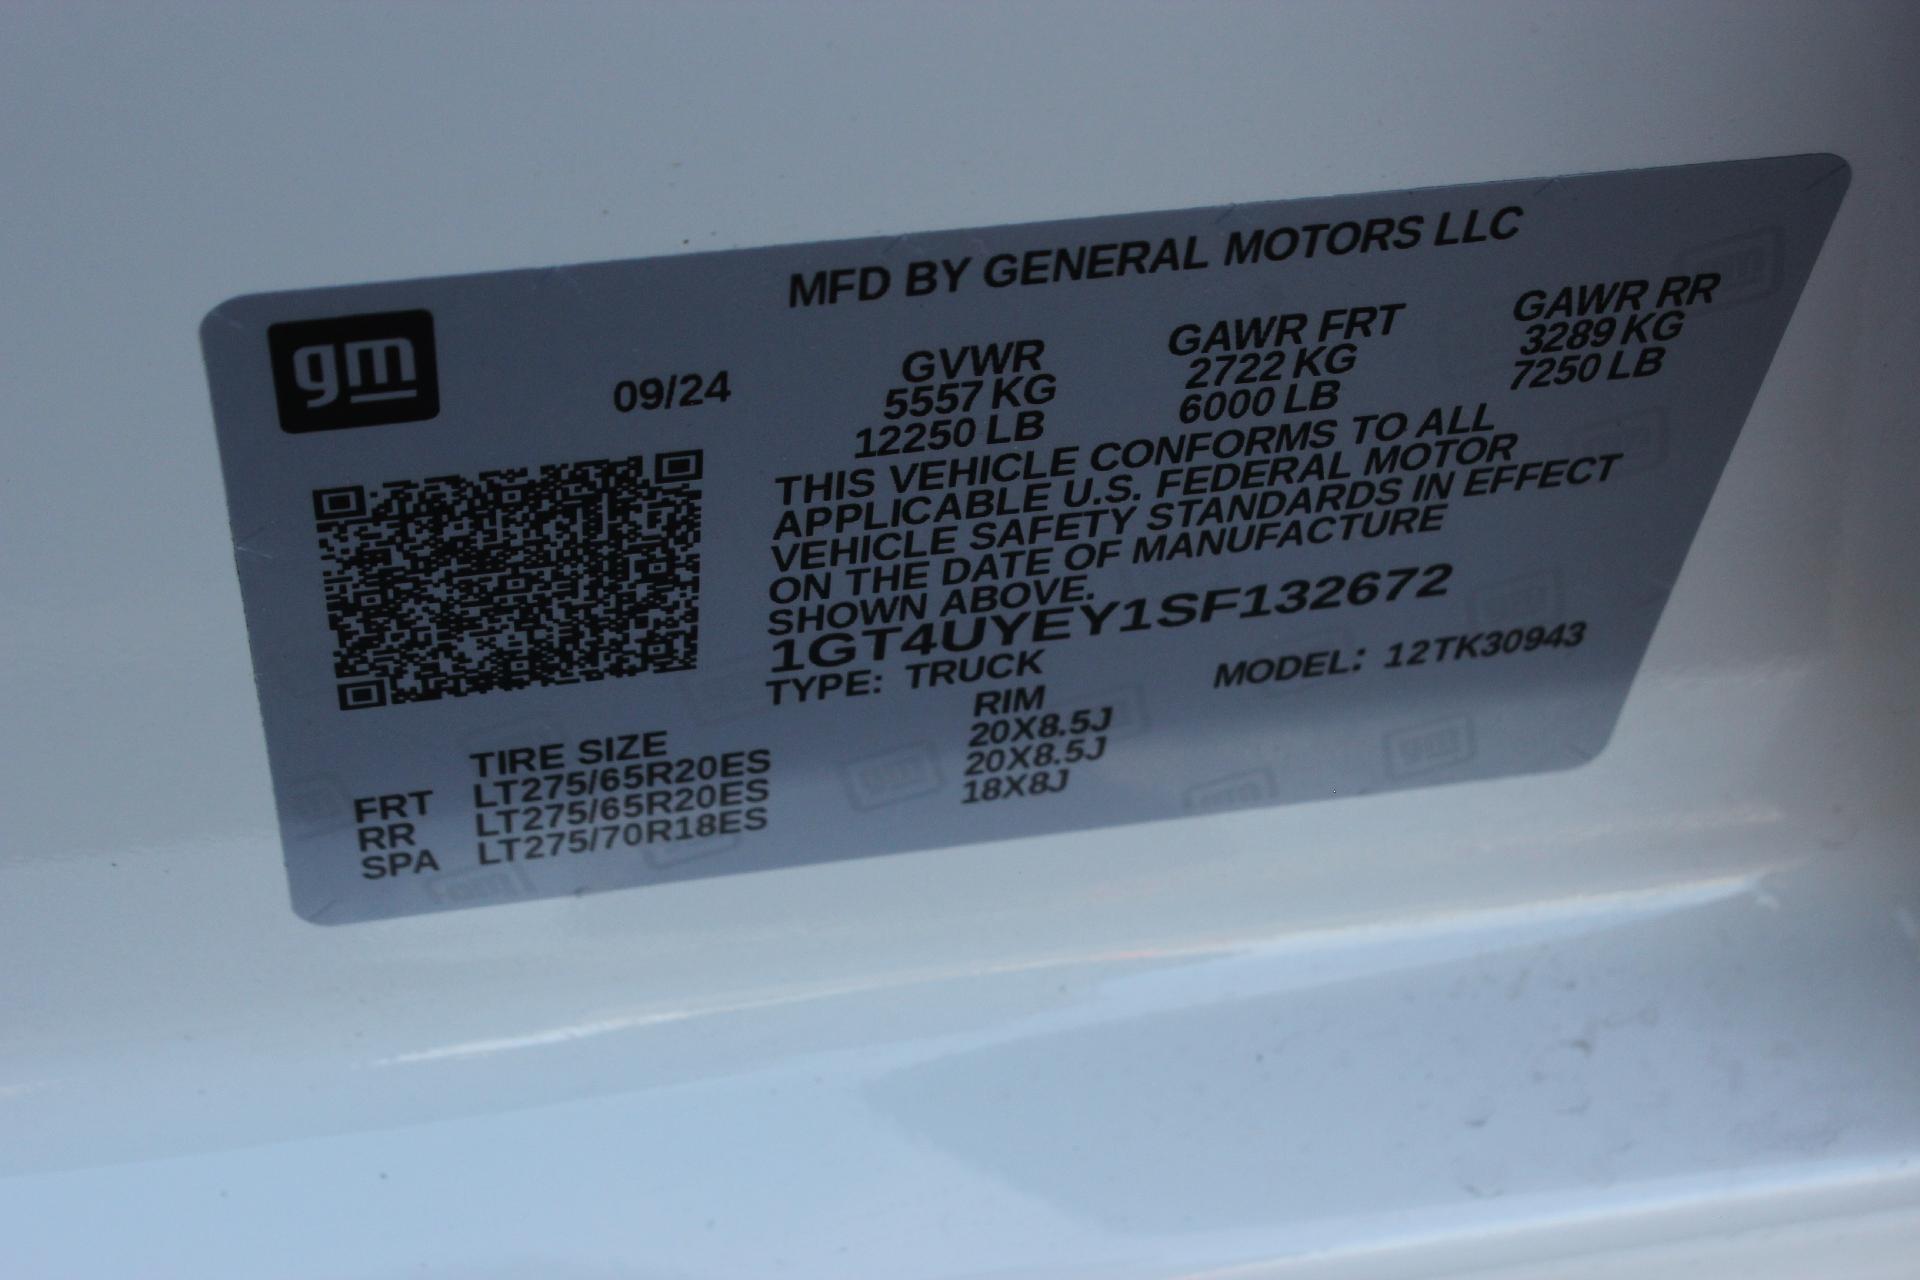 MFD BY GENERAL MOTORS LLC
gm
09/24
GVWR GAWR FRT GAWR RR
5557 KG 2722 KG 3289 KG
12250 LB 6000 LB 7250 LB
THIS VEHICLE CONFORMS TO ALL
APPLICABLE U.S. FEDERAL MOTOR
VEHICLE SAFETY STANDARDS IN EFFECT
ON THE DATE OF MANUFACTURE
SHOWN ABOVE.
1GT4UYEY1SF132672
TYPE: TRUCK MODEL: 12TK30943
TIRE SIZE RIM
FRT LT275/65R20ES 20X8.5J
RR LT275/65R20ES 20X8.5J
SPA LT275/70R18ES 18X8J